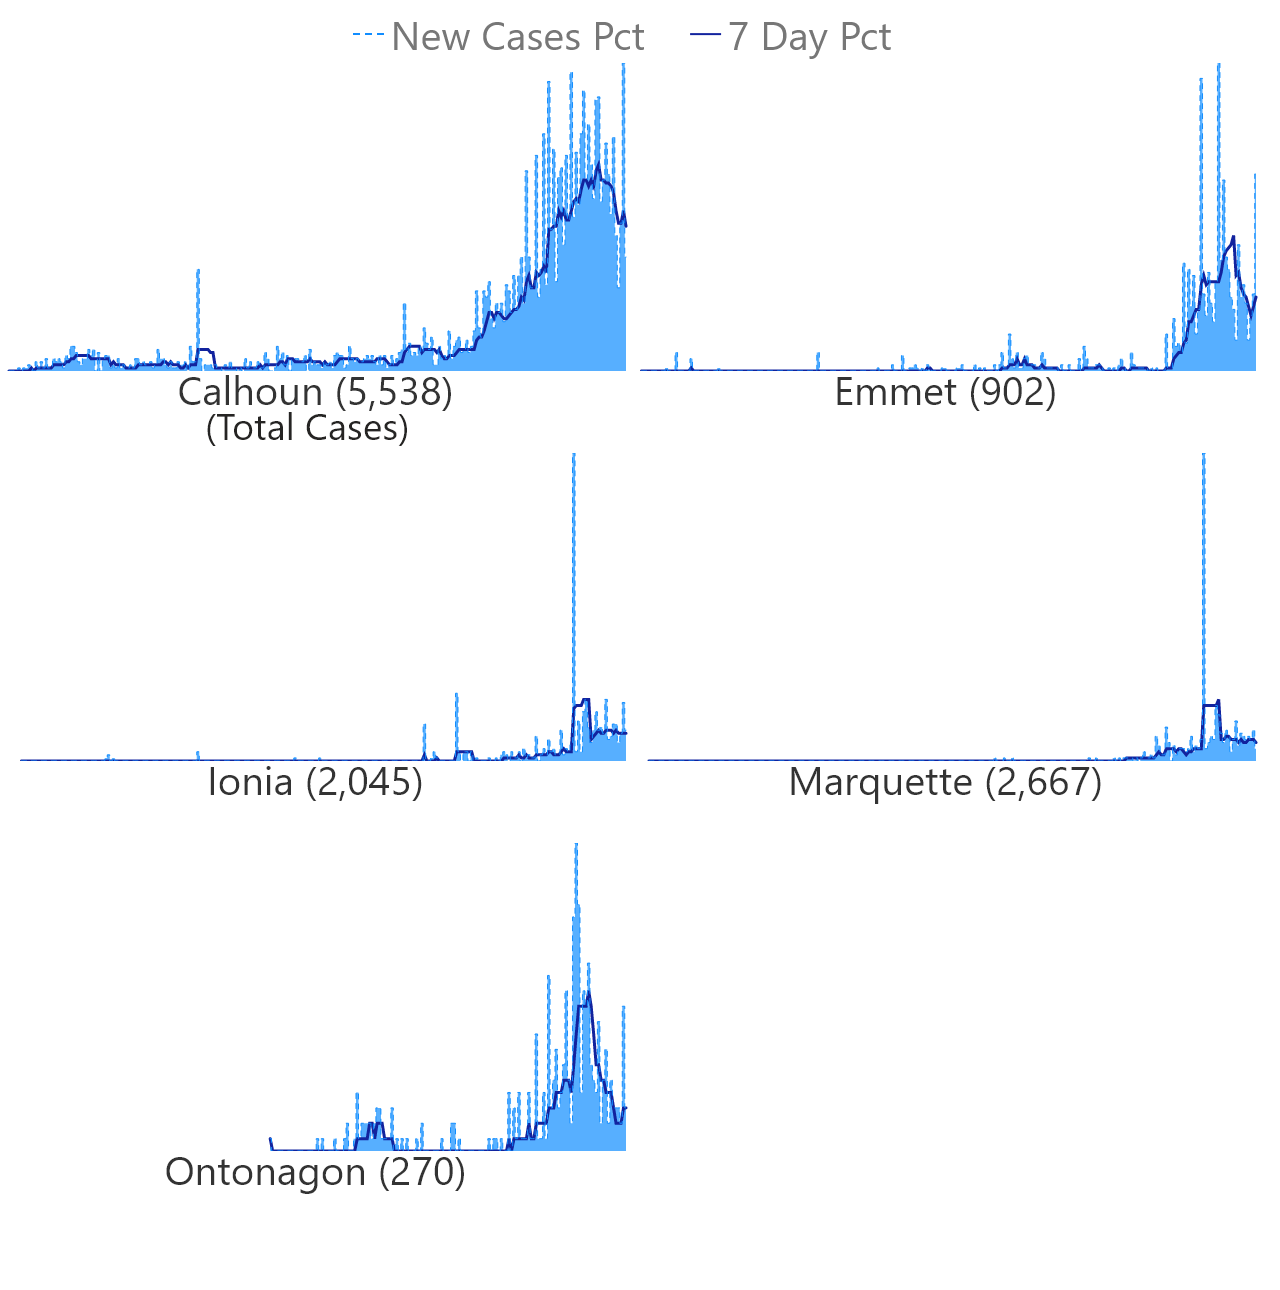 New Cases Pct 7 Day Pct
Calhoun (5,538) Emmet (902)
(Total Cases)
Ionia (2,045) Marquette (2,667)
Ontonagon (270)